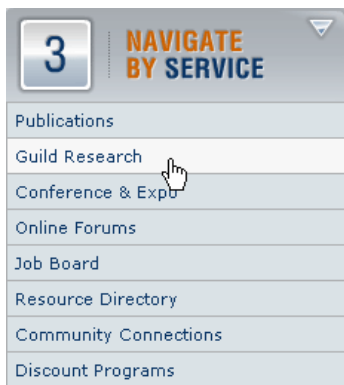 3
NAVIGATE
BY SERVICE
Publications
Guild Research
Conference & Expo
Online Forums
Job Board
Resource Directory
Community Connections
Discount Programs